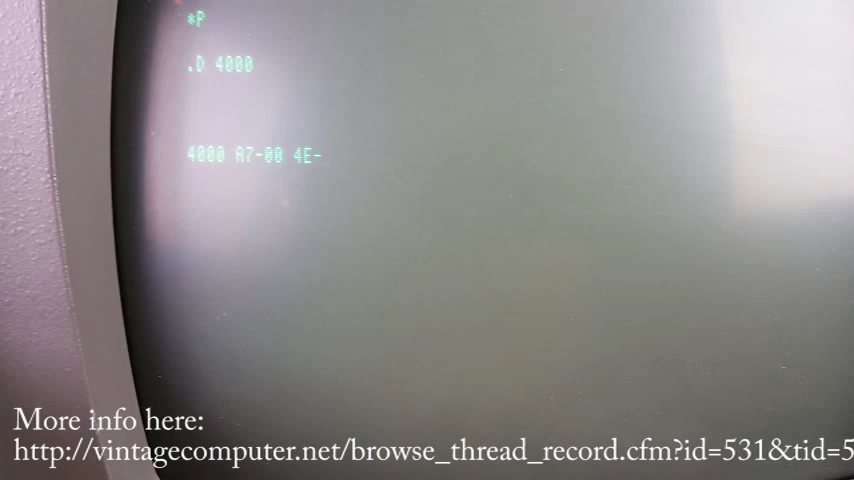 *P
.D 4000
4000 A7-00 4E-
More info here:
http://vintagecomputer.net/browse_thread_record.cfm?id=531&tid=5